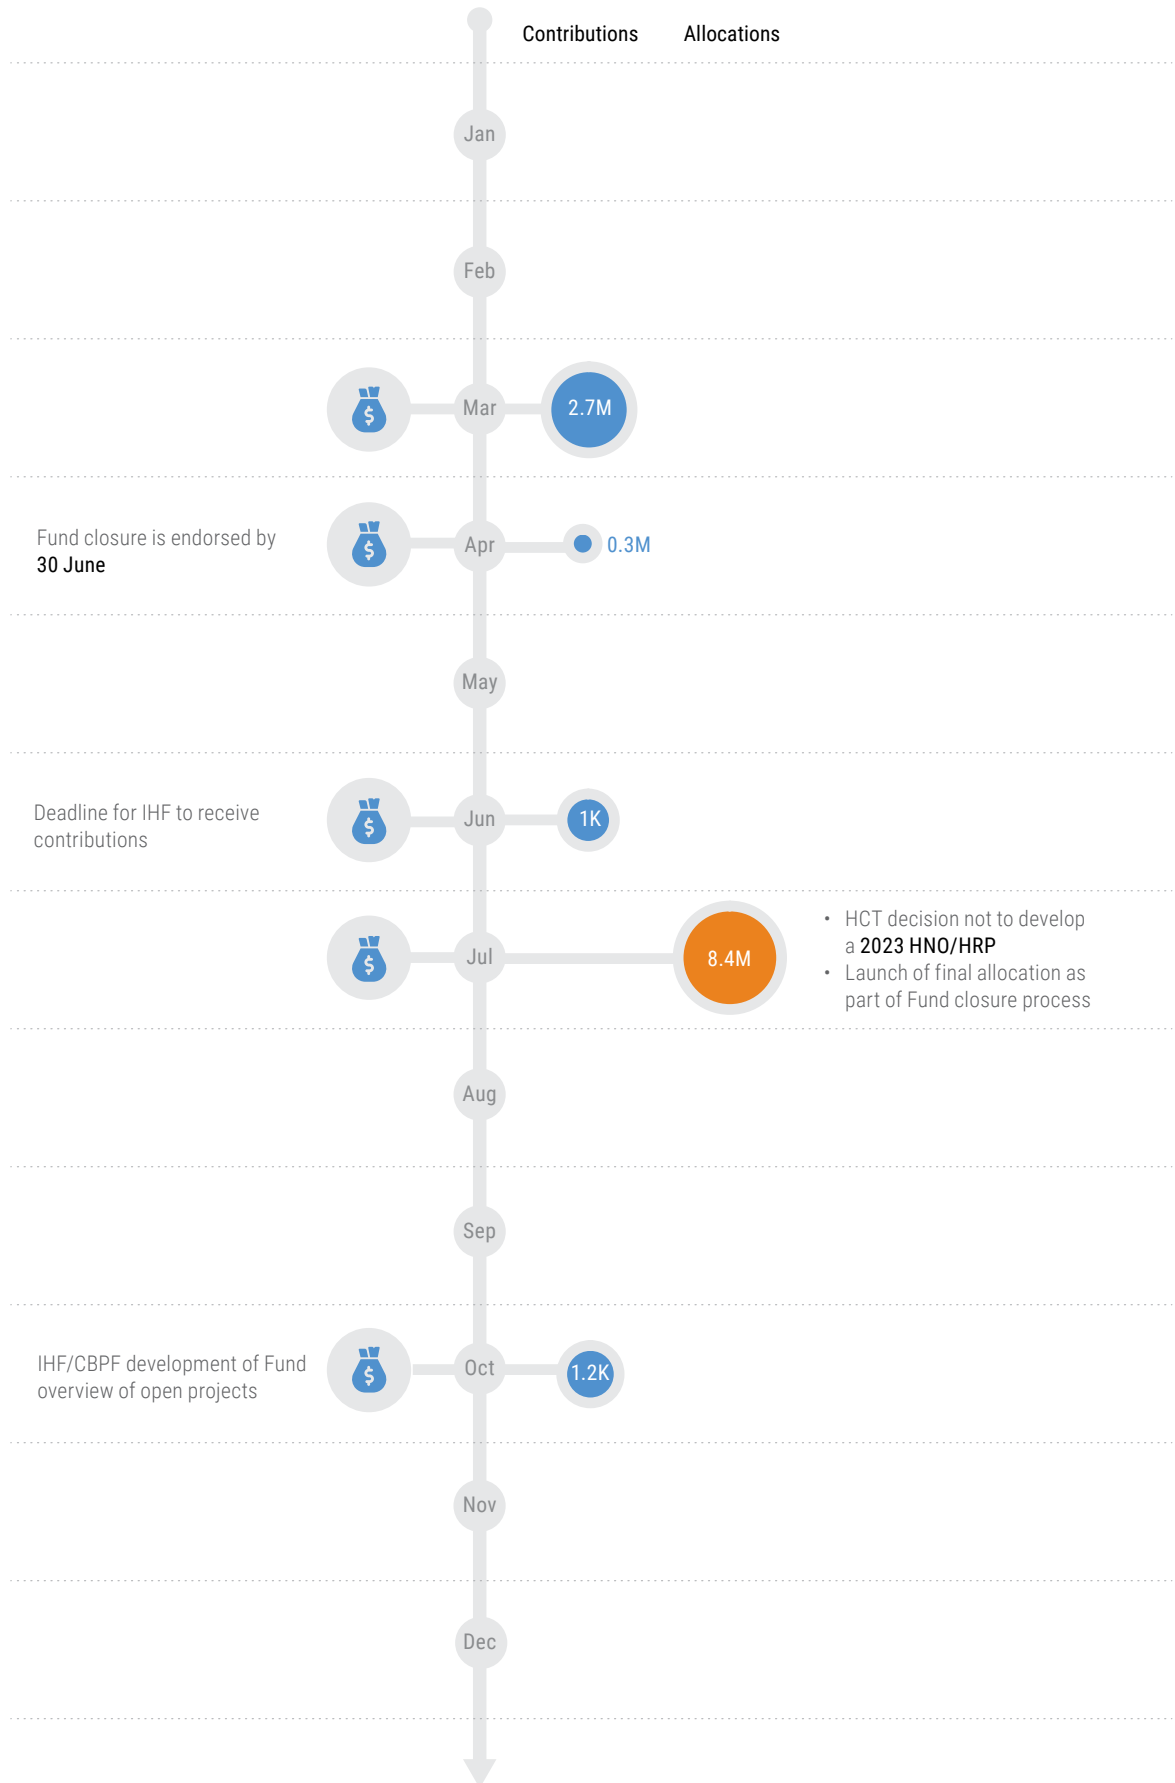 Contributions Allocations
Jan
Feb
Mar
2.7M
Fund closure is endorsed by
30 June
Apr
0.3M
May
Deadline for IHF to receive
contributions
Jun
1K
Jul
8.4M
• HCT decision not to develop
a 2023 HNO/HRP
• Launch of final allocation as
part of Fund closure process
Aug
Sep
IHF/CBPF development of Fund
overview of open projects
Oct
1.2K
Nov
Dec